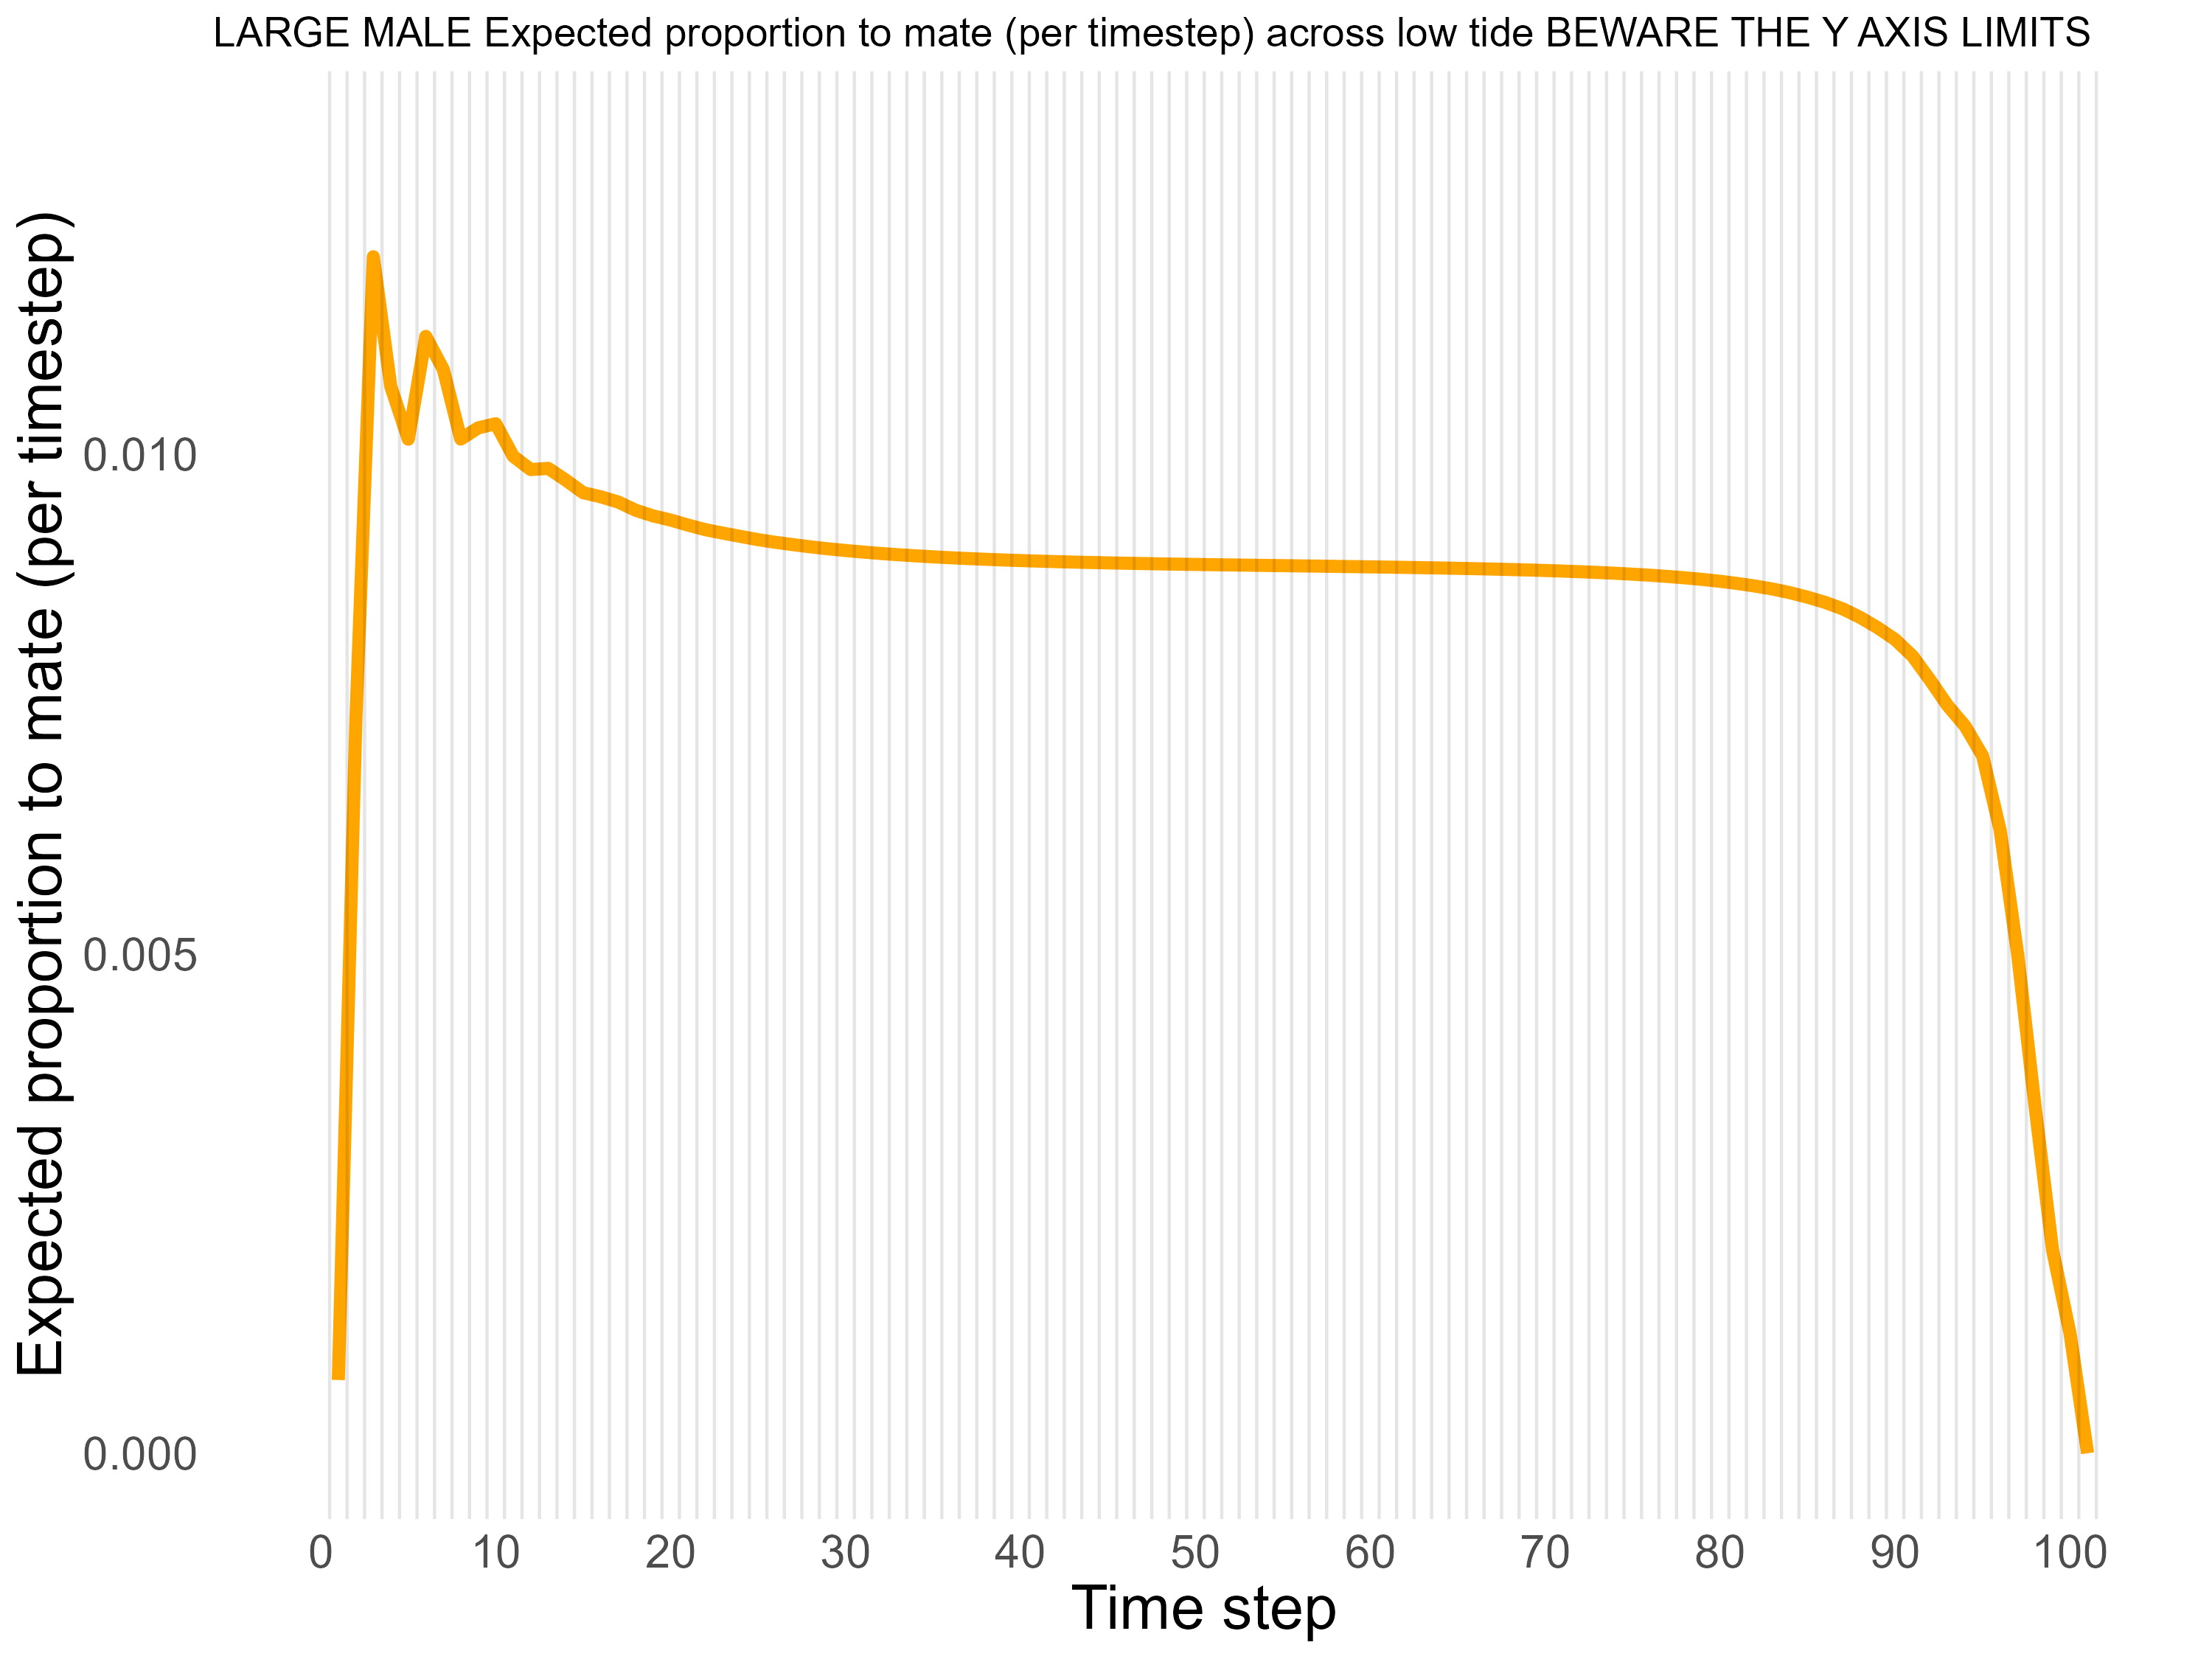 LARGE MALE Expected proportion to mate (per timestep) across low tide BEWARE THE Y AXIS LIMITS
Expected proportion to mate (per timestep)
0.010
0.005
0.000
0 10 20 30 40 50 60 70 80 90 100
Time step